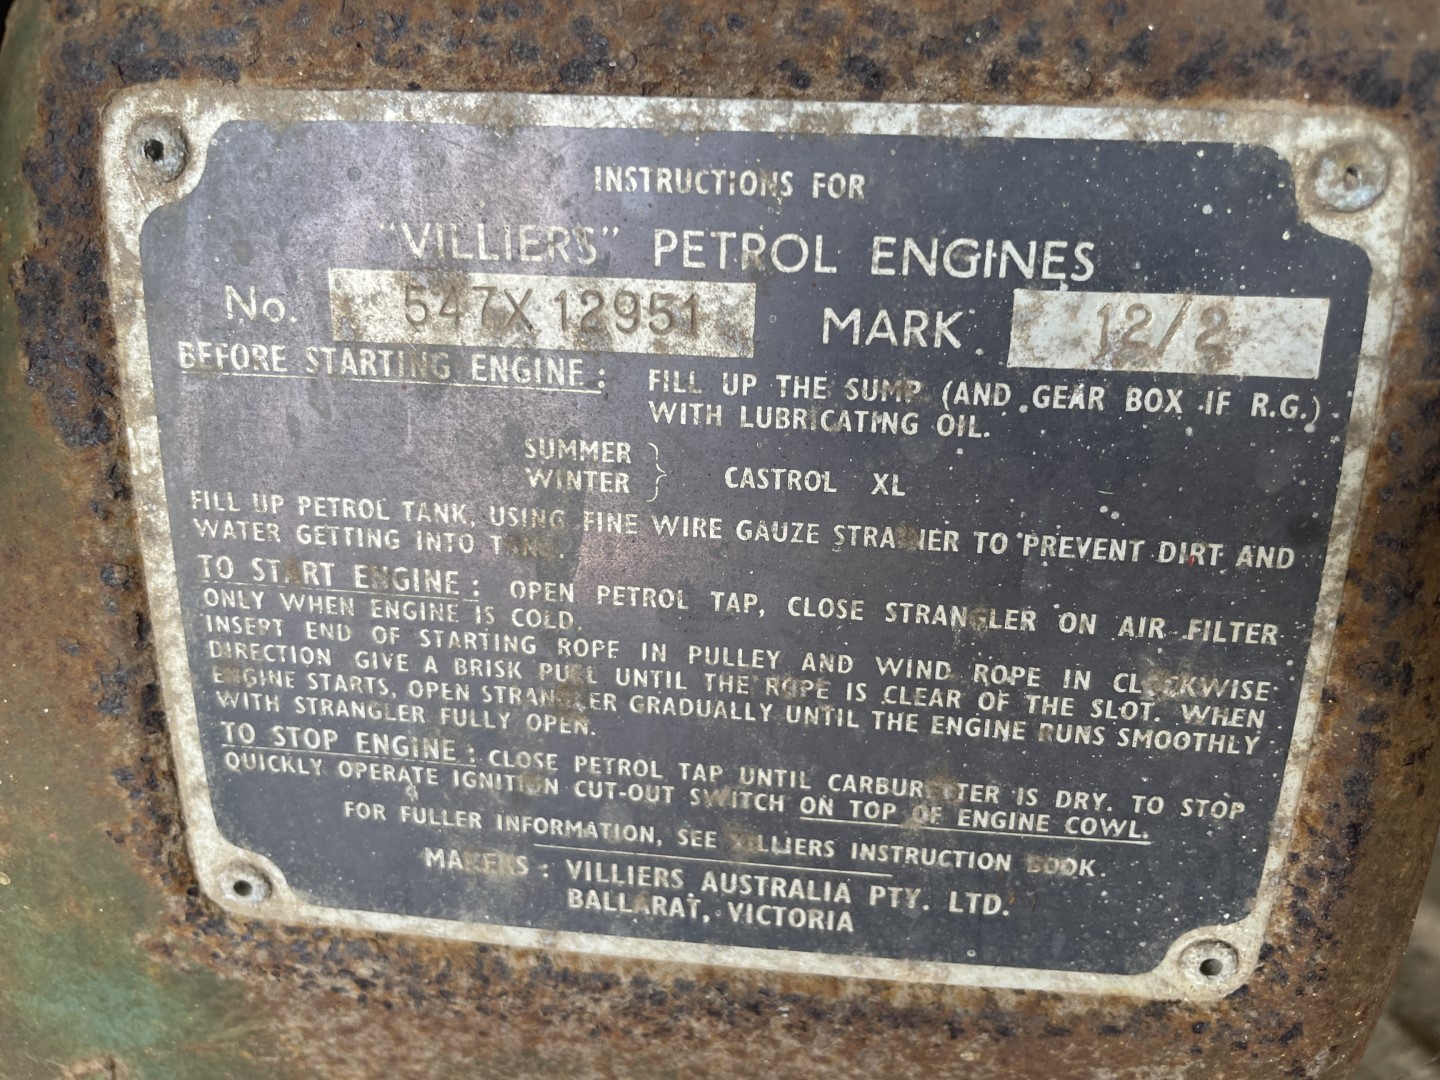 INSTRUCTIONS FOR
"VILLIERS" PETROL ENGINES
No. 547X 12951 MARK 12/2
BEFORE STARTING ENGINE: FILL UP THE SUMP (AND GEAR BOX IF R.G.)
WITH LUBRICATING OIL.
SUMMER
WINTER } CASTROL XL
FILL UP PETROL TANK, USING FINE WIRE GAUZE STRAINER TO PREVENT DIRT AND
WATER GETTING INTO TANK.
TO START ENGINE: OPEN PETROL TAP, CLOSE STRANGLER ON AIR FILTER
ONLY WHEN ENGINE IS COLD.
INSERT END OF STARTING ROPE IN PULLEY AND WIND ROPE IN CLOCKWISE
DIRECTION GIVE A BRISK PULL UNTIL THE ROPE IS CLEAR OF THE SLOT. WHEN
ENGINE STARTS, OPEN STRANGLER GRADUALLY UNTIL THE ENGINE RUNS SMOOTHLY
WITH STRANGLER FULLY OPEN.
TO STOP ENGINE: CLOSE PETROL TAP UNTIL CARBURETTER IS DRY. TO STOP
QUICKLY OPERATE IGNITION CUT-OUT SWITCH ON TOP OF ENGINE COWL.
FOR FULLER INFORMATION, SEE VILLIERS INSTRUCTION BOOK.
MAKERS: VILLIERS AUSTRALIA PTY. LTD.
BALLARAT, VICTORIA